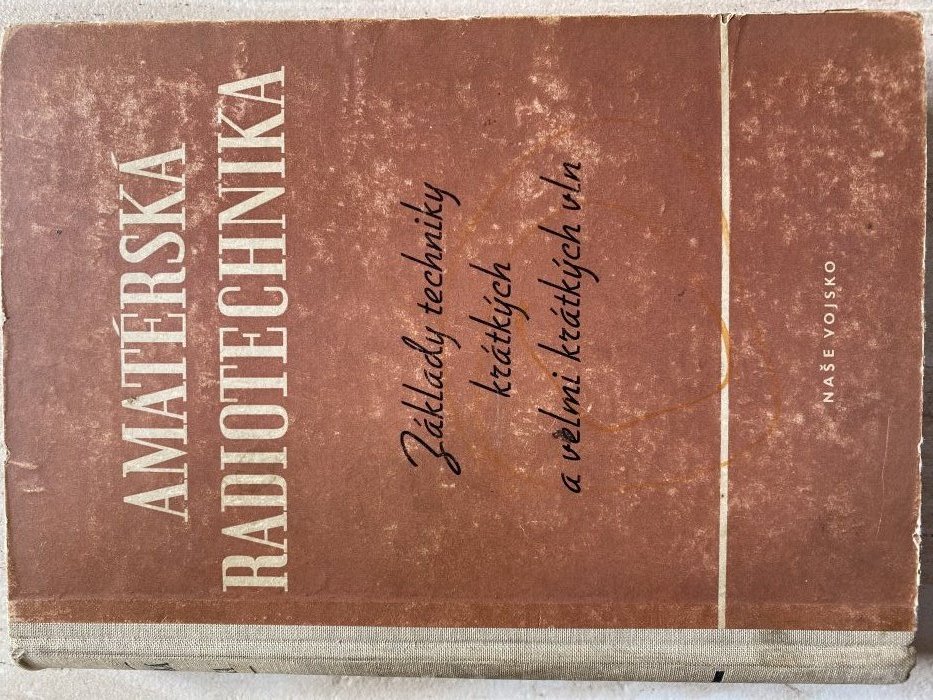 AMATÉRSKÁ
RADIOTECHNIKA
Základy techniky
krátkých
a velmi krátkých vln
NAŠE VOJSKO